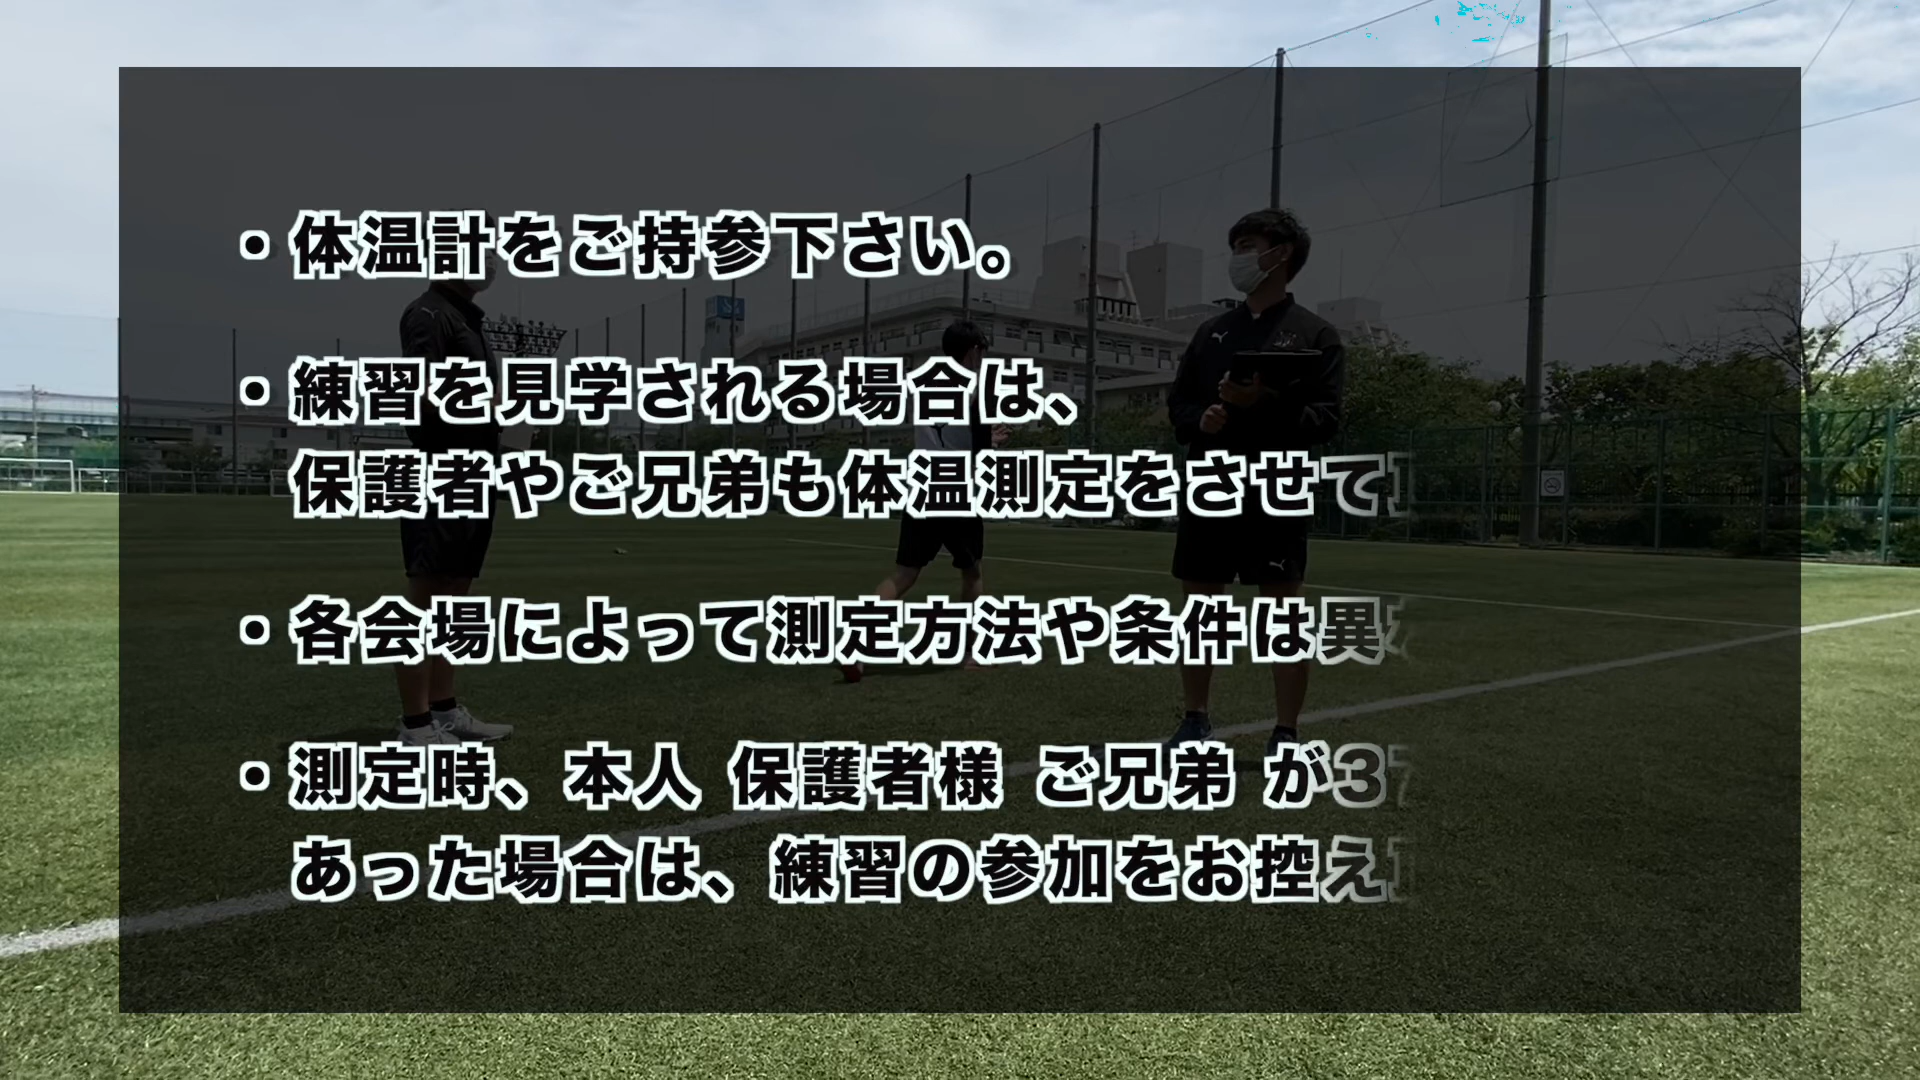 ・体温計をご持参下さい。
・練習を見学される場合は、
保護者やご兄弟も体温測定をさせて
・各会場によって測定方法や条件は異
・測定時、本人 保護者様 ご兄弟 が37
あった場合は、練習の参加をお控え